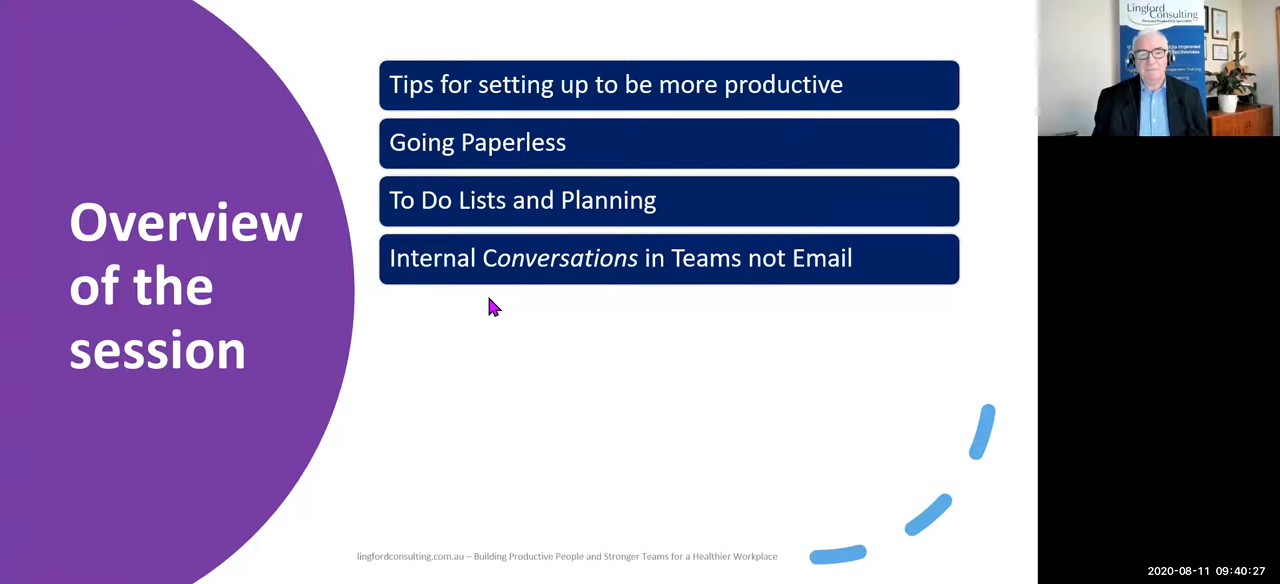 Overview
of the
session
Tips for setting up to be more productive
Going Paperless
To Do Lists and Planning
Internal Conversations in Teams not Email
lingfordconsulting.com.au – Building Productive People and Stronger Teams for a Healthier Workplace
Lingford
Consulting
2020-08-11 09:40:27